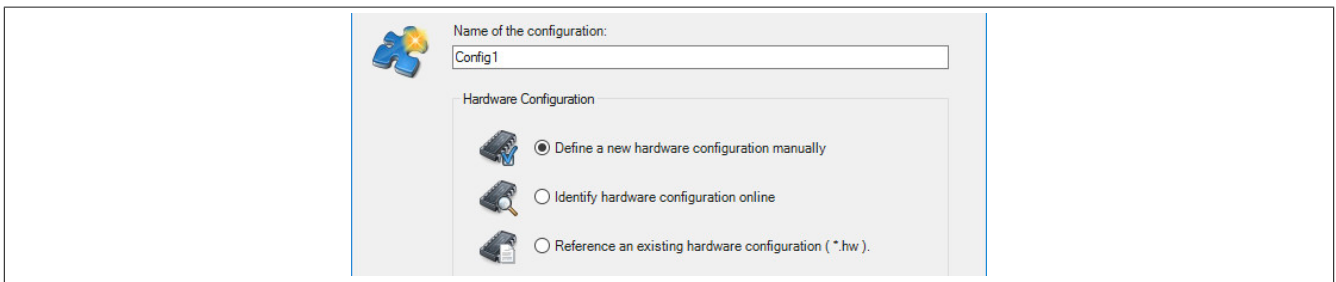 Name of the configuration:
Config1
Hardware Configuration
Define a new hardware configuration manually
Identify hardware configuration online
Reference an existing hardware configuration ( *.hw ).